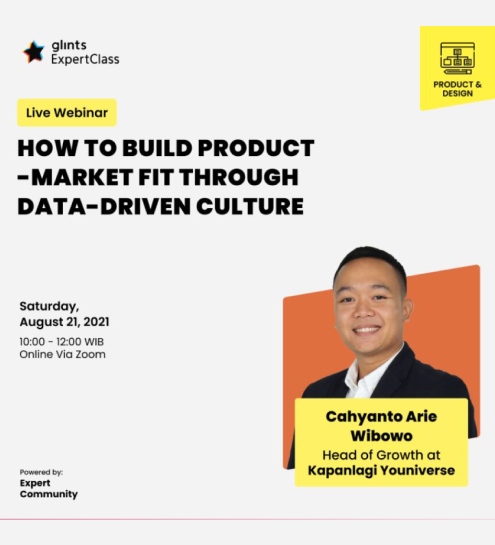 glints
ExpertClass
PRODUCT &
DESIGN
Live Webinar
HOW TO BUILD PRODUCT
-MARKET FIT THROUGH
DATA-DRIVEN CULTURE
Saturday,
August 21, 2021
10:00 - 12:00 WIB
Online Via Zoom
Cahyanto Arie
Wibowo
Head of Growth at
Kapanlagi Youniverse
Powered by:
Expert
Community